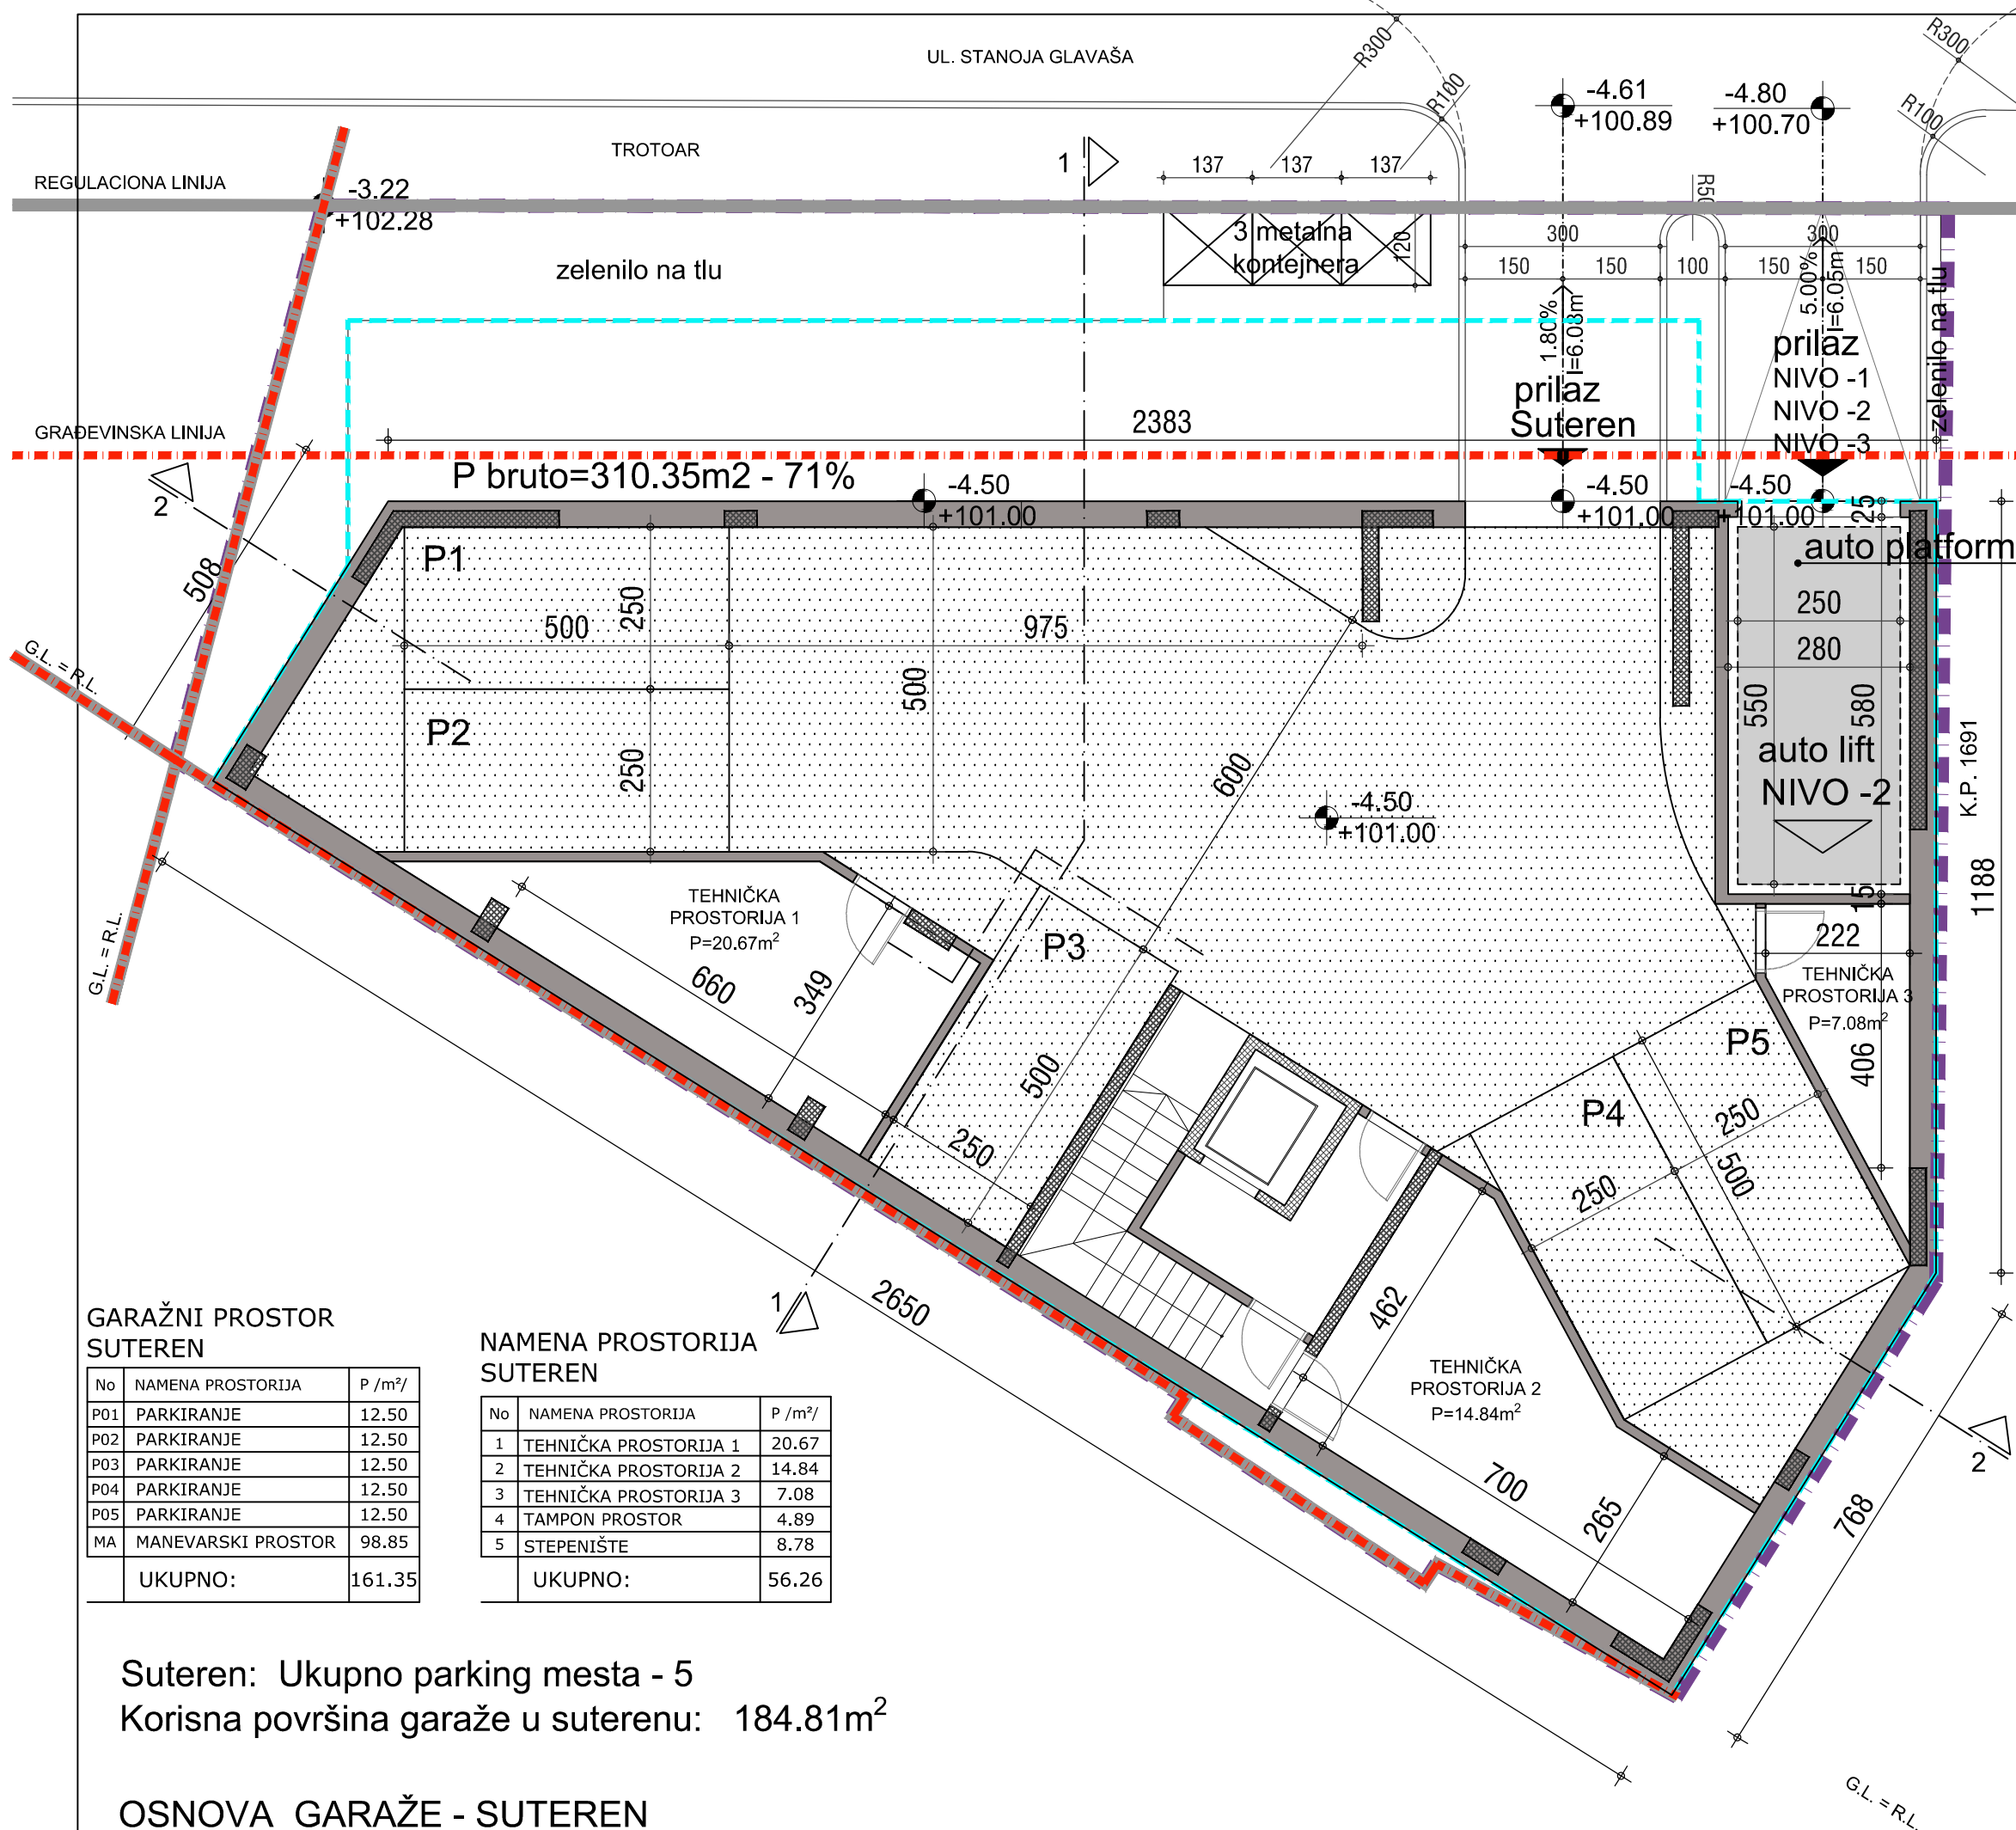 UL. STANOJA GLAVAŠA
R300
R100
-4.61
+100.89
-4.80
+100.70
R300
R100
TROTOAR
1
137
137
137
REGULACIONA LINIJA
-3.22
+102.28
R50
3 metalna
kontejnera
120
zelenilo na tlu
300
300
150
150
100
150
150
1.80%
l=6.03m
5.00%
l=6.05m
zelenilo na tlu
prilaz
Suteren
prilaz
NIVO -1
NIVO -2
NIVO -3
2383
GRAĐEVINSKA LINIJA
P bruto=310.35m2 - 71%
2
-4.50
+101.00
-4.50
+101.00
-4.50
+101.00
25
auto platform
508
P1
500
250
975
500
250
280
550
580
G.L. = R.L.
P2
250
600
auto lift
NIVO -2
K.P. 1691
-4.50
+101.00
1188
15
G.L. = R.L.
TEHNIČKA
PROSTORIJA 1
P=20.67m²
P3
222
TEHNIČKA
PROSTORIJA 3
P=7.08m²
660
349
P5
406
500
P4
250
250
250
500
2650
1
462
TEHNIČKA
PROSTORIJA 2
P=14.84m²
700
265
768
2
GARAŽNI PROSTOR
SUTEREN
No NAMENA PROSTORIJA P /m²/
P01 PARKIRANJE 12.50
P02 PARKIRANJE 12.50
P03 PARKIRANJE 12.50
P04 PARKIRANJE 12.50
P05 PARKIRANJE 12.50
MA MANEVARSKI PROSTOR 98.85
UKUPNO: 161.35
NAMENA PROSTORIJA
SUTEREN
No NAMENA PROSTORIJA P /m²/
1 TEHNIČKA PROSTORIJA 1 20.67
2 TEHNIČKA PROSTORIJA 2 14.84
3 TEHNIČKA PROSTORIJA 3 7.08
4 TAMPON PROSTOR 4.89
5 STEPENIŠTE 8.78
UKUPNO: 56.26
Suteren: Ukupno parking mesta - 5
Korisna površina garaže u suterenu: 184.81m²
G.L. = R.L.
OSNOVA GARAŽE - SUTEREN